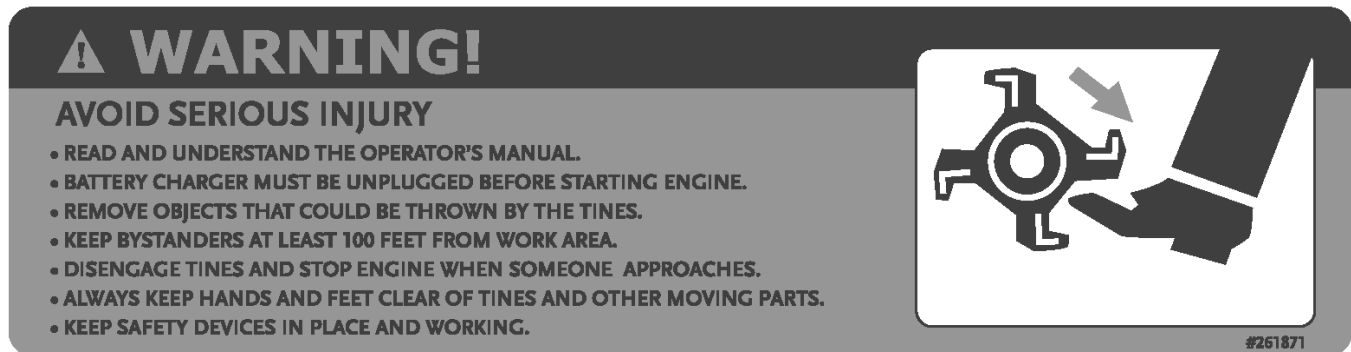 WARNING!
AVOID SERIOUS INJURY
• READ AND UNDERSTAND THE OPERATOR'S MANUAL.
• BATTERY CHARGER MUST BE UNPLUGGED BEFORE STARTING ENGINE.
• REMOVE OBJECTS THAT COULD BE THROWN BY THE TINES.
• KEEP BYSTANDERS AT LEAST 100 FEET FROM WORK AREA.
• DISENGAGE TINES AND STOP ENGINE WHEN SOMEONE APPROACHES.
• ALWAYS KEEP HANDS AND FEET CLEAR OF TINES AND OTHER MOVING PARTS.
• KEEP SAFETY DEVICES IN PLACE AND WORKING.
#261871